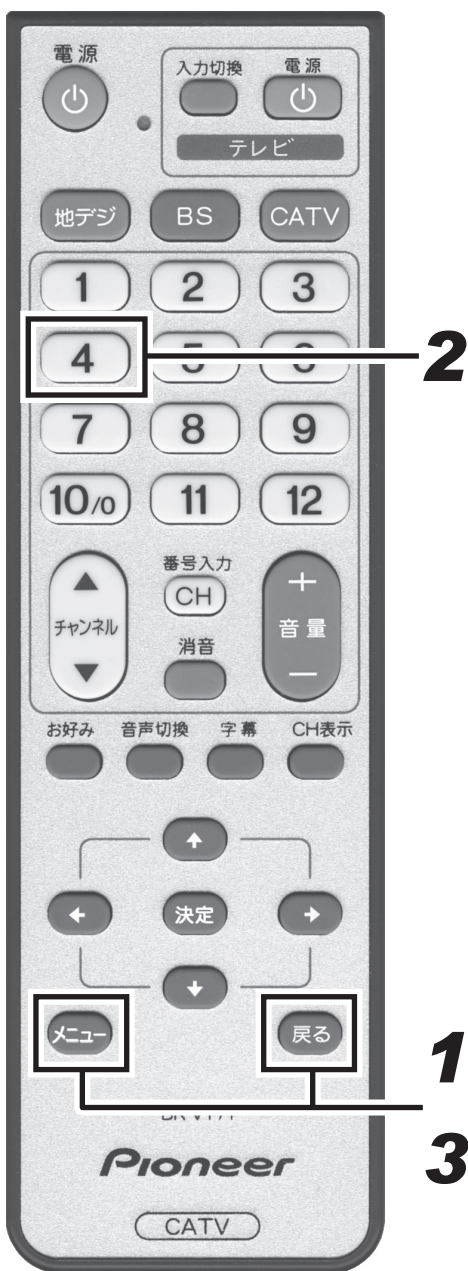 電源
入力切換 電源
テレビ
地デジ BS CATV
1 2 3
4
2
7 8 9
10/0 11 12
番号入力
CH
チャンネル
+
音量
−
消音
お好み 音声切換 字幕 CH表示
決定
メニュー 戻る
1
3
Pioneer
CATV